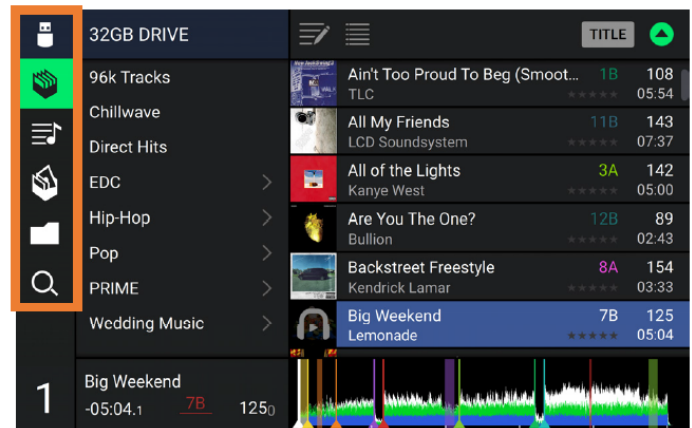 32GB DRIVE
TITLE
96k Tracks
Chillwave
Direct Hits
EDC
Hip-Hop
Pop
PRIME
Wedding Music
Ain't Too Proud To Beg (Smoot... 1B 108
TLC 05:54
All My Friends 11B 143
LCD Soundsystem 07:37
All of the Lights 3A 142
Kanye West 05:00
Are You The One? 12B 89
Bullion 02:43
Backstreet Freestyle 8A 154
Kendrick Lamar 03:33
Big Weekend 7B 125
Lemonade 05:04
1
Big Weekend
-05:04.1 7B 1250